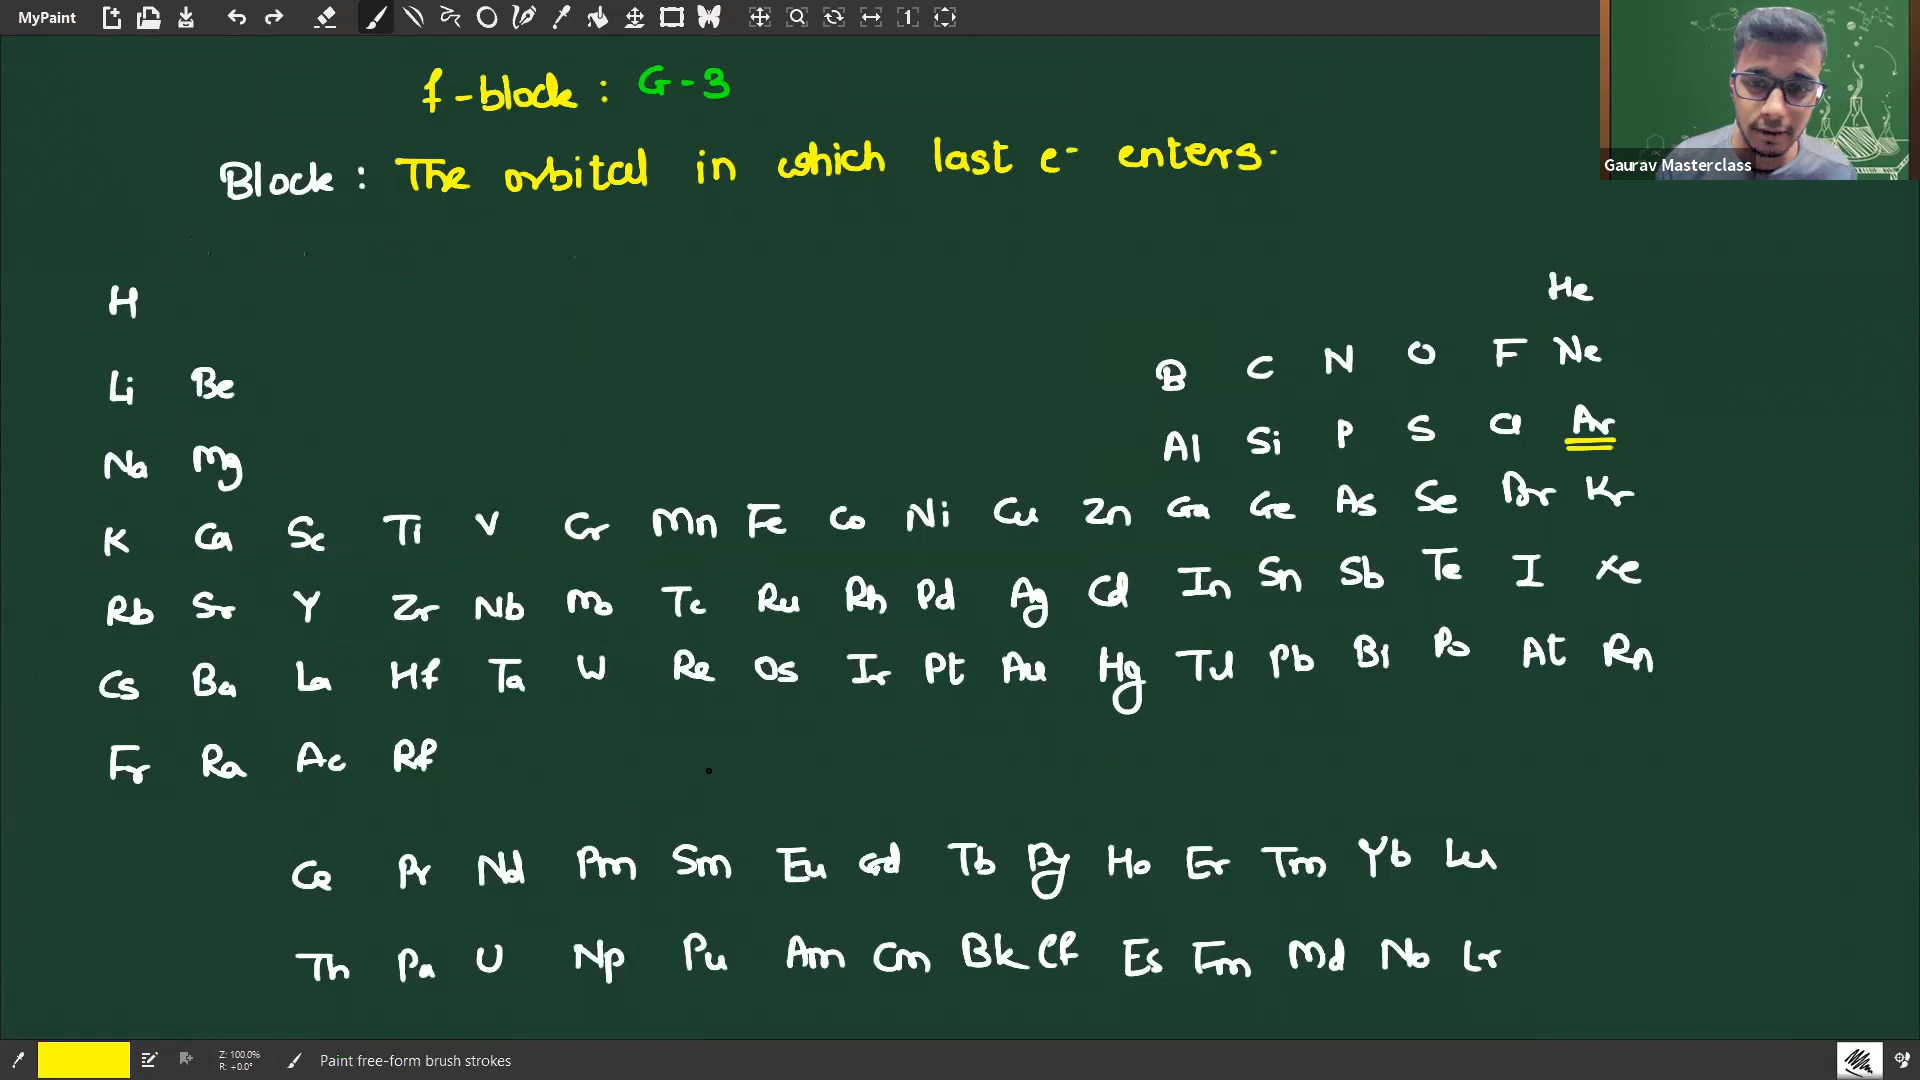 MyPaint
f-block : G-3
Block : The orbital in which last e⁻ enters.
Gaurav Masterclass
H He
Li Be B C N O F Ne
Na Mg Al Si P S Cl Ar
K Ca Sc Ti V Cr Mn Fe Co Ni Cu Zn Ga Ge As Se Br Kr
Rb Sr Y Zr Nb Mo Tc Ru Rh Pd Ag Cd In Sn Sb Te I Xe
Cs Ba La Hf Ta W Re Os Ir Pt Au Hg Tl Pb Bi Po At Rn
Fr Ra Ac Rf
Ce Pr Nd Pm Sm Eu Gd Tb Dy Ho Er Tm Yb Lu
Th Pa U Np Pu Am Cm Bk Cf Es Fm Md No Lr
Z: 100.0%
R: +0.0°
Paint free-form brush strokes